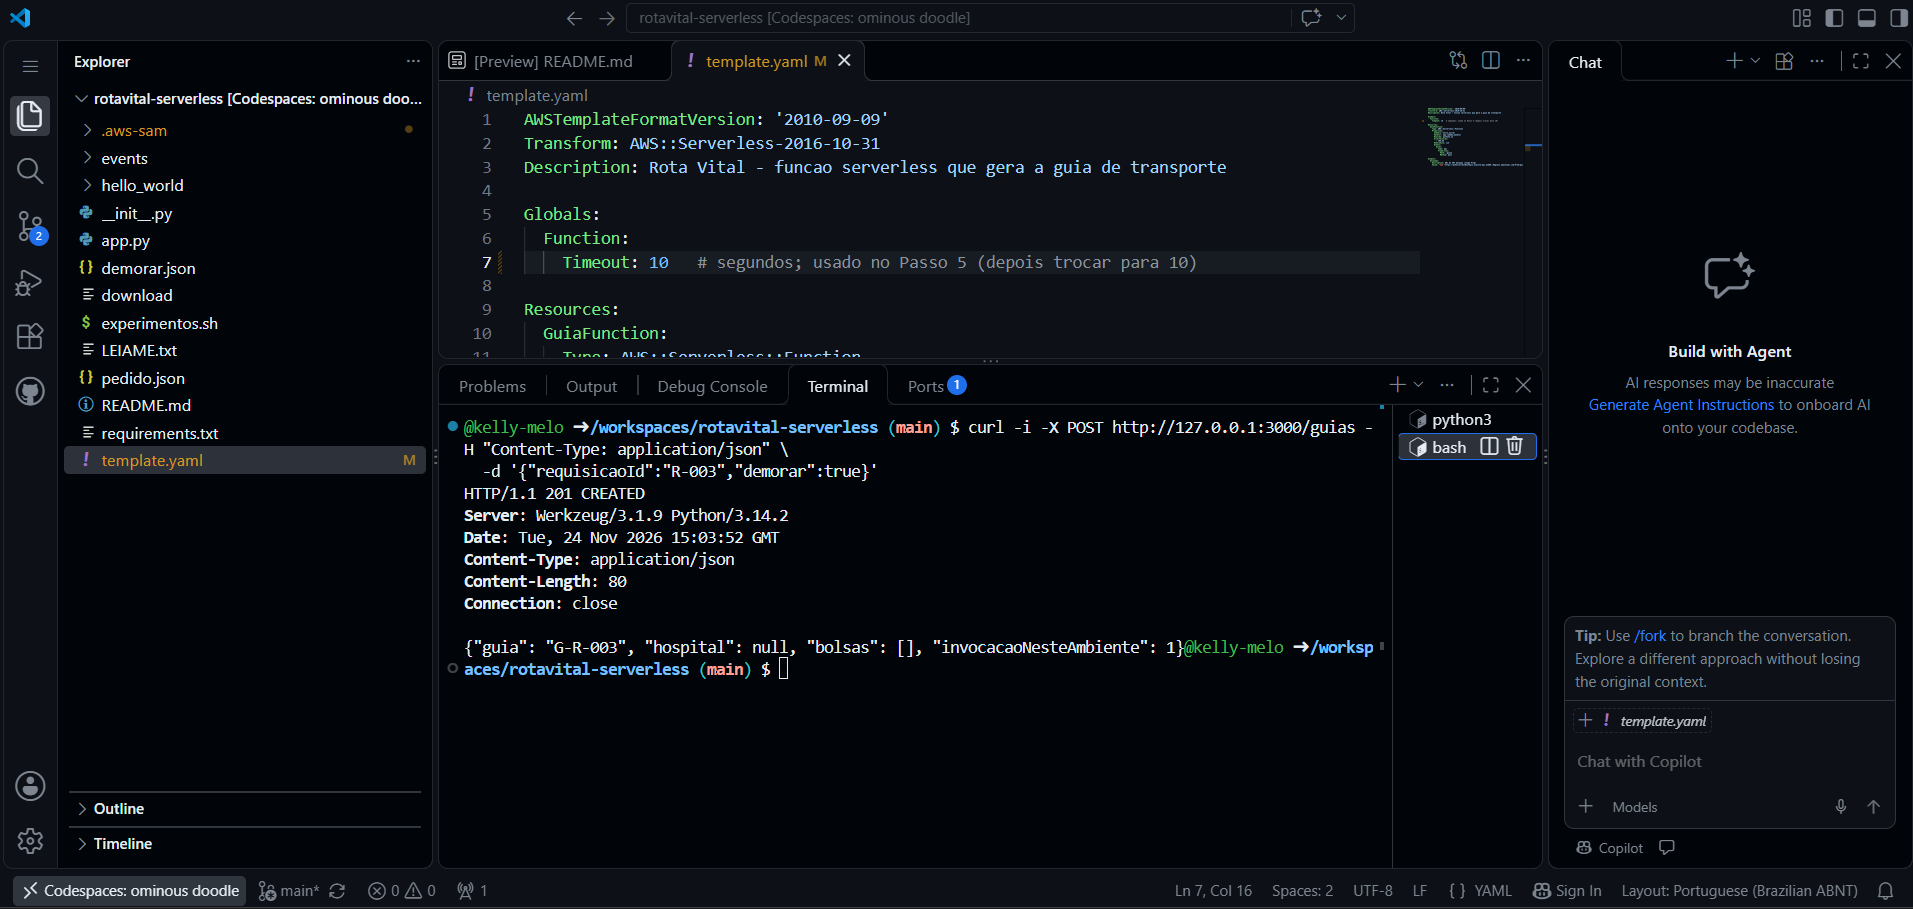 rotavital-serverless [Codespaces: ominous doodle]
Explorer
rotavital-serverless [Codespaces: ominous doo...
.aws-sam
events
hello_world
__init__.py
app.py
demorar.json
download
experimentos.sh
LEIAME.txt
pedido.json
README.md
requirements.txt
template.yaml M
2
Outline
Timeline
[Preview] README.md
template.yaml M
template.yaml
1 AWSTemplateFormatVersion: '2010-09-09'
2 Transform: AWS::Serverless-2016-10-31
3 Description: Rota Vital - funcao serverless que gera a guia de transporte
4
5 Globals:
6 Function:
7 Timeout: 10 # segundos; usado no Passo 5 (depois trocar para 10)
8
9 Resources:
10 GuiaFunction:
11 Type: AWS::Serverless::Function
Problems
Output
Debug Console
Terminal
Ports 1
@kelly-melo ➜/workspaces/rotavital-serverless (main) $ curl -i -X POST http://127.0.0.1:3000/guias -
H "Content-Type: application/json" \
-d '{"requisicaoId":"R-003","demorar":true}'
HTTP/1.1 201 CREATED
Server: Werkzeug/3.1.9 Python/3.14.2
Date: Tue, 24 Nov 2026 15:03:52 GMT
Content-Type: application/json
Content-Length: 80
Connection: close
{"guia": "G-R-003", "hospital": null, "bolsas": [], "invocacaoNesteAmbiente": 1}@kelly-melo ➜/worksp
aces/rotavital-serverless (main) $
python3
bash
Chat
Build with Agent
AI responses may be inaccurate
Generate Agent Instructions to onboard AI
onto your codebase.
Tip: Use /fork to branch the conversation.
Explore a different approach without losing
the original context.
template.yaml
Chat with Copilot
Models
Copilot
Codespaces: ominous doodle
main*
0
0
1
Ln 7, Col 16
Spaces: 2
UTF-8
LF
{ } YAML
Sign In
Layout: Portuguese (Brazilian ABNT)